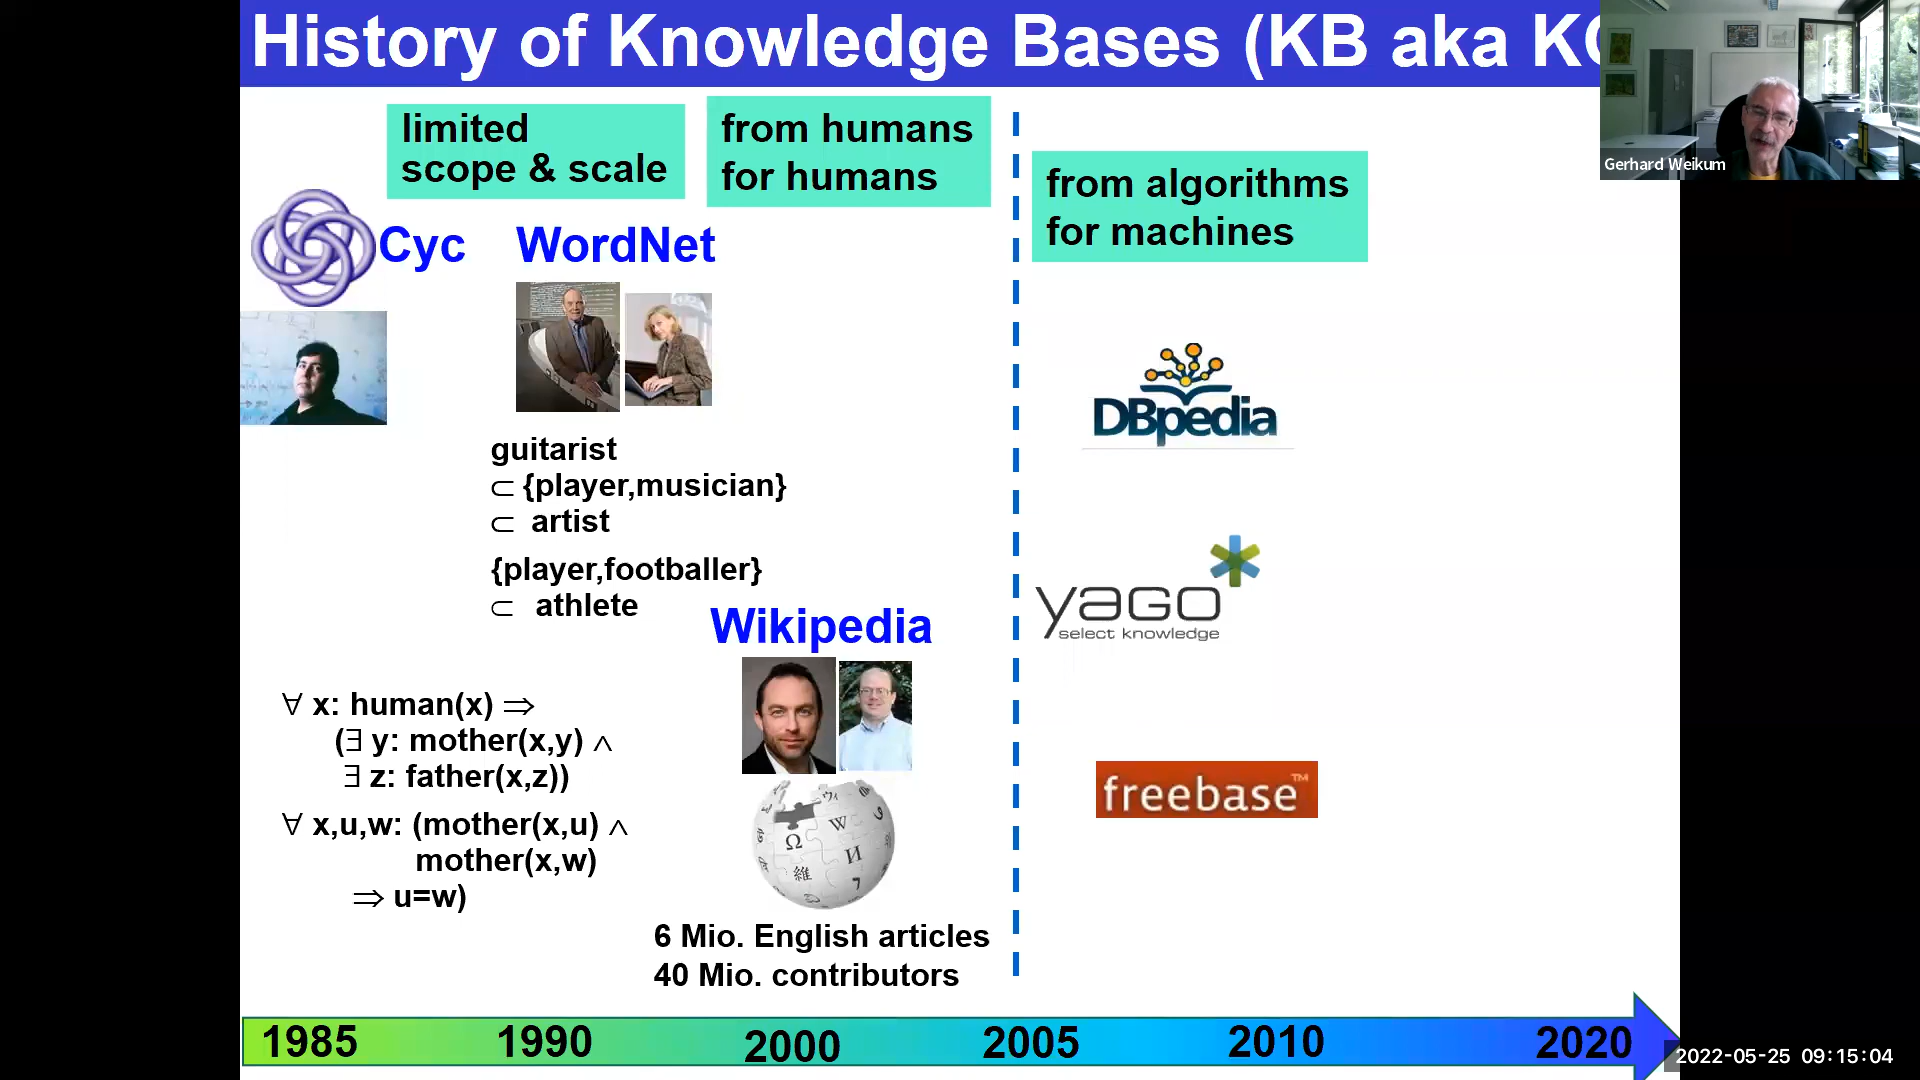 History of Knowledge Bases (KB aka KG
Gerhard Weikum
limited
scope & scale
from humans
for humans
from algorithms
for machines
Cyc
WordNet
guitarist
⊂ {player,musician}
⊂ artist
{player,footballer}
⊂ athlete
Wikipedia
∀ x: human(x) ⇒
(∃ y: mother(x,y) ∧
∃ z: father(x,z))
∀ x,u,w: (mother(x,u) ∧
mother(x,w)
⇒ u=w)
Ω
W
И
維
6 Mio. English articles
40 Mio. contributors
DBpedia
yago
select knowledge
freebase™
1985 1990 2000 2005 2010 2020
2022-05-25 09:15:04